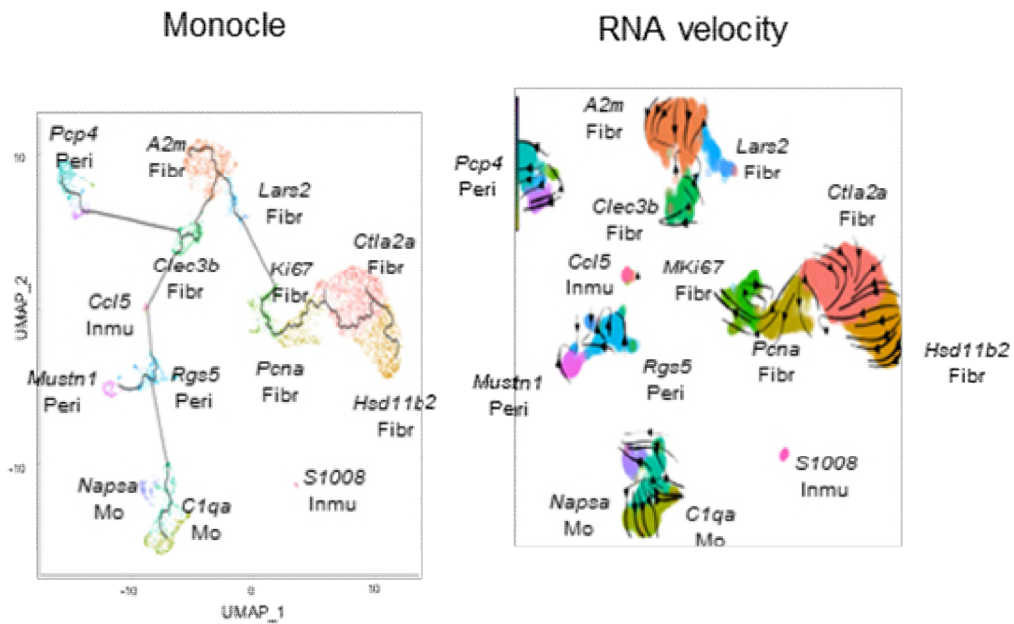 Monocle
RNA velocity
Pcp4
Peri
A2m
Fibr
Lars2
Fibr
Clec3b
Fibr
Ctla2a
Fibr
Ki67
Fibr
Ccl5
Inmu
Mustn1
Peri
Rgs5
Peri
Pcna
Fibr
Hsd11b2
Fibr
S1008
Inmu
Napsa
Mo
C1qa
Mo
10
-10
UMAP_2
-10
0
10
UMAP_1
A2m
Fibr
Lars2
Fibr
Pcp4
Peri
Clec3b
Fibr
Ctla2a
Fibr
Ccl5
Inmu
MKi67
Fibr
Pcna
Fibr
Hsd11b2
Fibr
Rgs5
Peri
Mustn1
Peri
S1008
Inmu
Napsa
Mo
C1qa
Mo